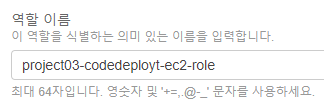 역할 이름
이 역할을 식별하는 의미 있는 이름을 입력합니다.
project03-codedeployt-ec2-role
최대 64자입니다. 영숫자 및 '+=,.@-_' 문자를 사용하세요.